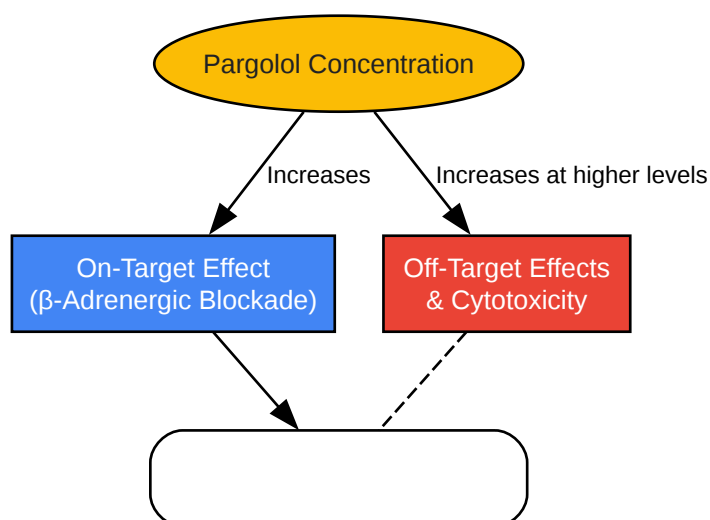 Pargolol Concentration
Increases
Increases at higher levels
On-Target Effect
(β-Adrenergic Blockade)
Off-Target Effects
& Cytotoxicity